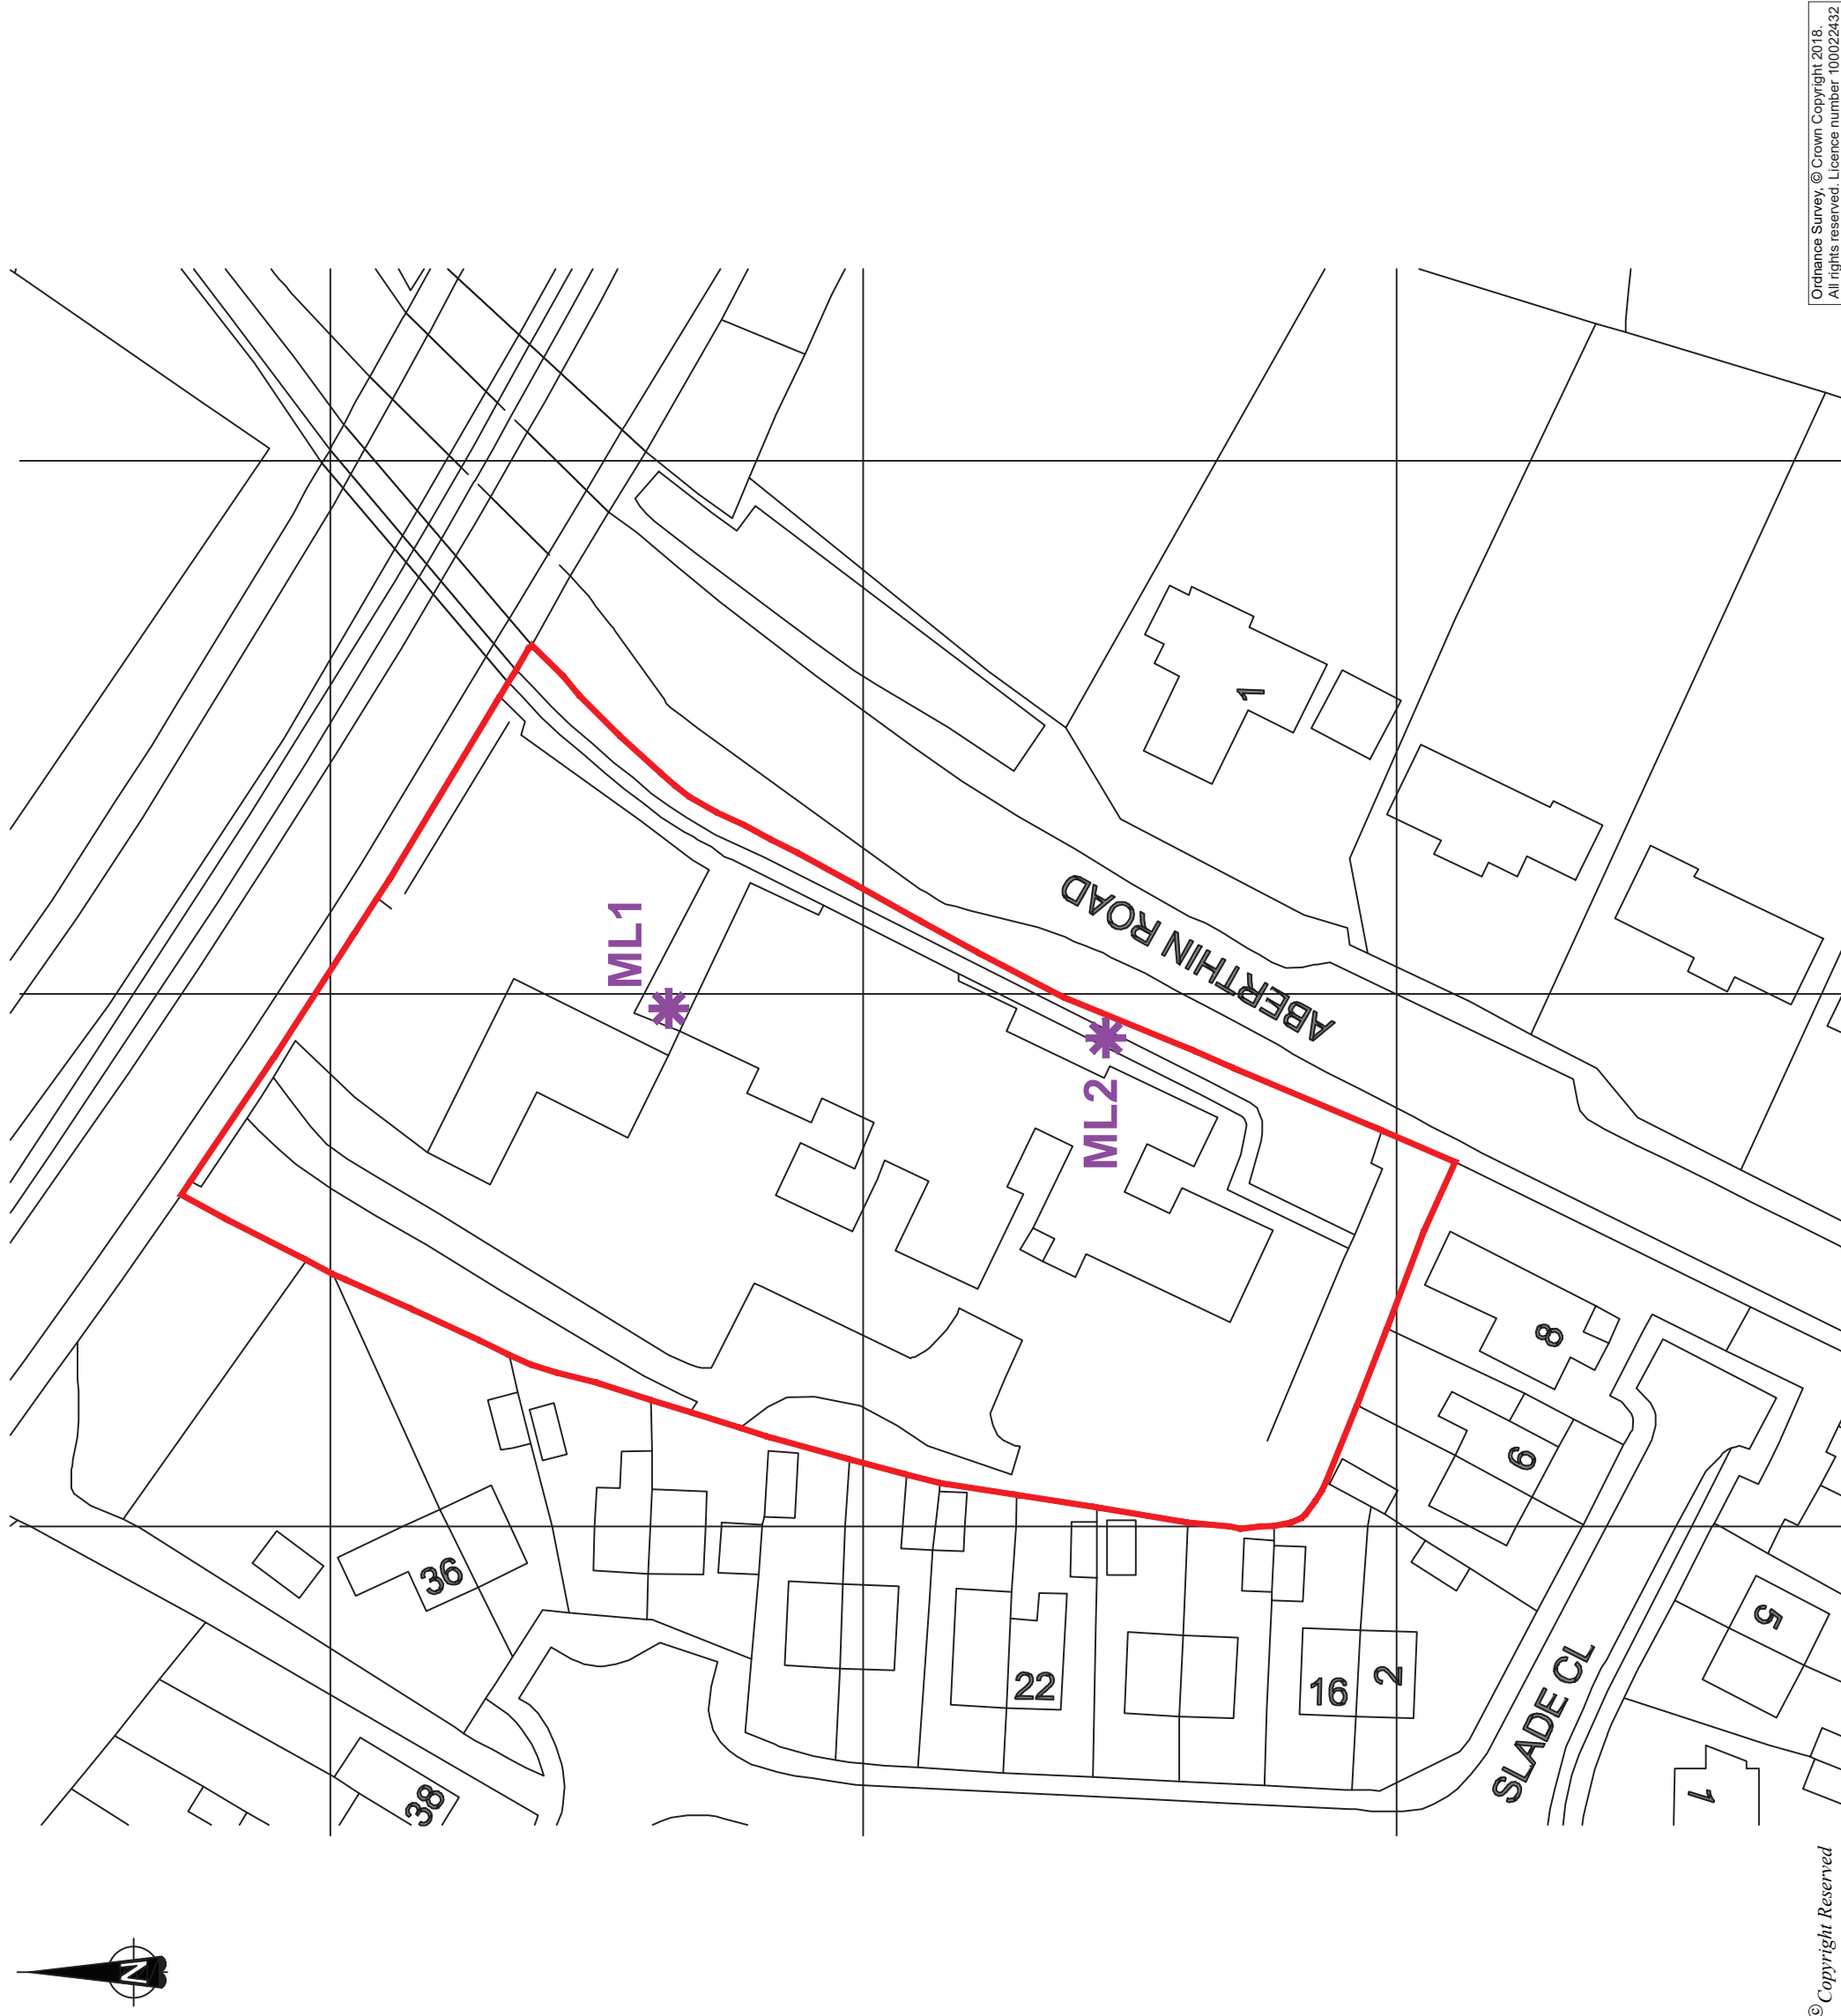 Ordnance Survey, © Crown Copyright 2018.
All rights reserved. Licence number 100022432
ML1
ML2
ABERTHIN ROAD
1
8
6
36
22
16
2
5
38
SLADE CL
1
N
© Copyright Reserved